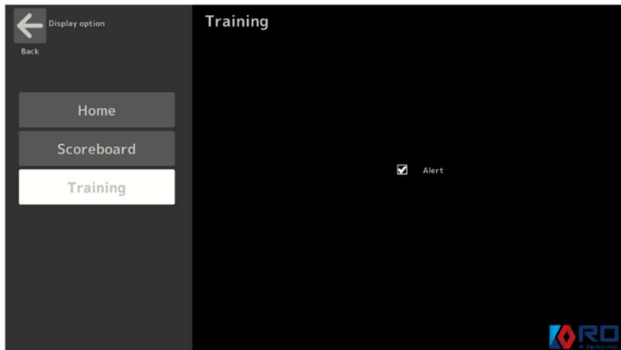 Display option
Back
Training
Home
Scoreboard
Training
Alert
RO